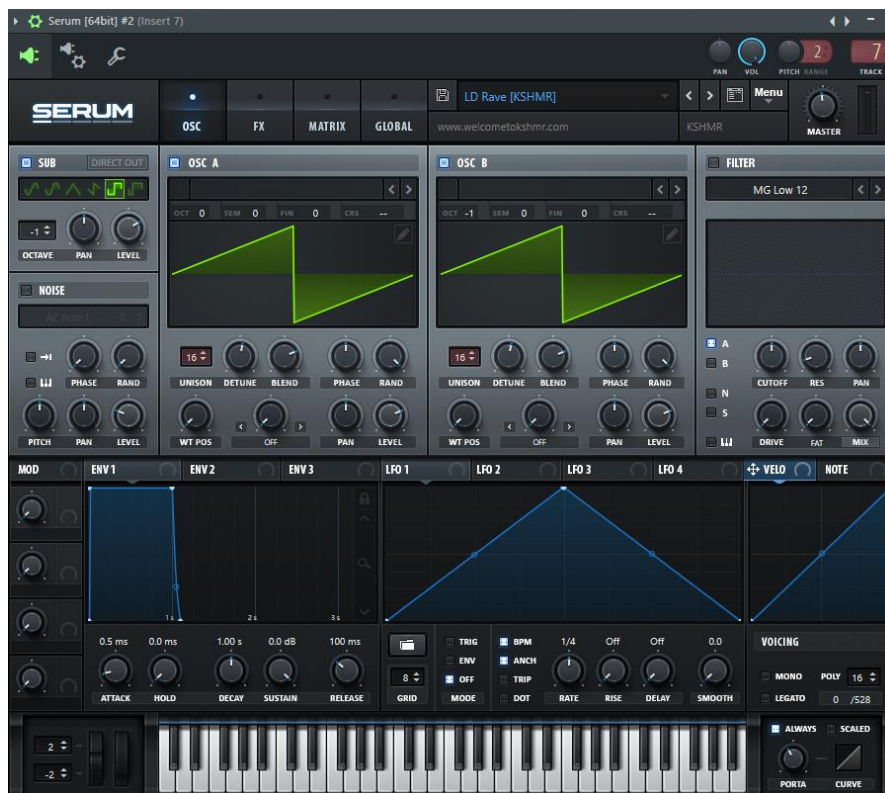 Serum [64bit] #2 (Insert 7)
PAN VOL PITCH RANGE 2 7 TRACK
SERUM
OSC FX MATRIX GLOBAL
LD Rave [KSHMR]
www.welcometokshmr.com KSHMR
Menu
MASTER
SUB DIRECT OUT
-1
OCTAVE PAN LEVEL
NOISE
AC hum1
PHASE RAND
PITCH PAN LEVEL
OSC A
OCT 0 SEM 0 FIN 0 CRS --
16
UNISON DETUNE BLEND PHASE RAND
WT POS OFF PAN LEVEL
OSC B
OCT -1 SEM 0 FIN 0 CRS --
16
UNISON DETUNE BLEND PHASE RAND
WT POS OFF PAN LEVEL
FILTER
MG Low 12
A
B
N
S
CUTOFF RES PAN
DRIVE FAT MIX
MOD ENV 1 ENV 2 ENV 3 LFO 1 LFO 2 LFO 3 LFO 4 VELO NOTE
1 s 2 s 3 s
0.5 ms 0.0 ms 1.00 s 0.0 dB 100 ms
ATTACK HOLD DECAY SUSTAIN RELEASE
8
GRID
TRIG
ENV
OFF
MODE
BPM
ANCH
TRIP
DOT
1/4 Off Off 0.0
RATE RISE DELAY SMOOTH
VOICING
MONO POLY 16
LEGATO 0 /528
ALWAYS SCALED
PORTA CURVE
2
-2